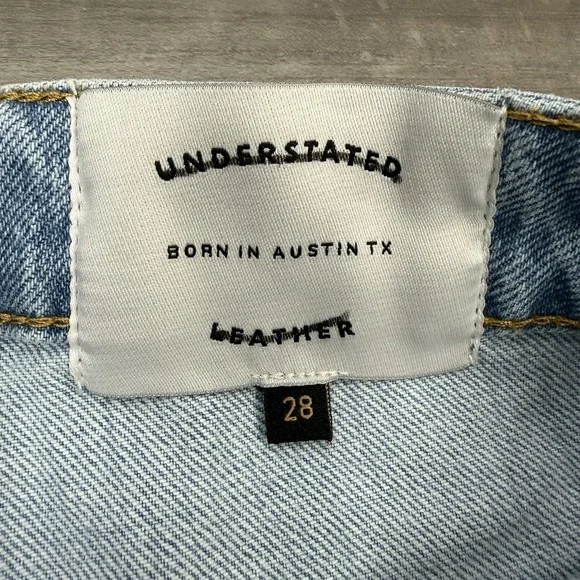 UNDERSTATED
BORN IN AUSTIN TX
LEATHER
28